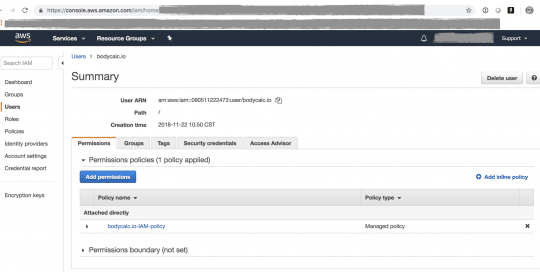 https://console.aws.amazon.com/iam/home
aws Services Resource Groups Support
Search IAM
Dashboard
Groups
Users
Roles
Policies
Identity providers
Account settings
Credential report
Encryption keys
Users > bodycalc.io
Summary
Delete user
User ARN arn:aws:iam::090511222473:user/bodycalc.io
Path /
Creation time 2018-11-22 10:50 CST
Permissions Groups Tags Security credentials Access Advisor
Permissions policies (1 policy applied)
Add permissions
Add inline policy
Policy name Policy type
Attached directly
bodycalc.io-IAM-policy Managed policy
Permissions boundary (not set)